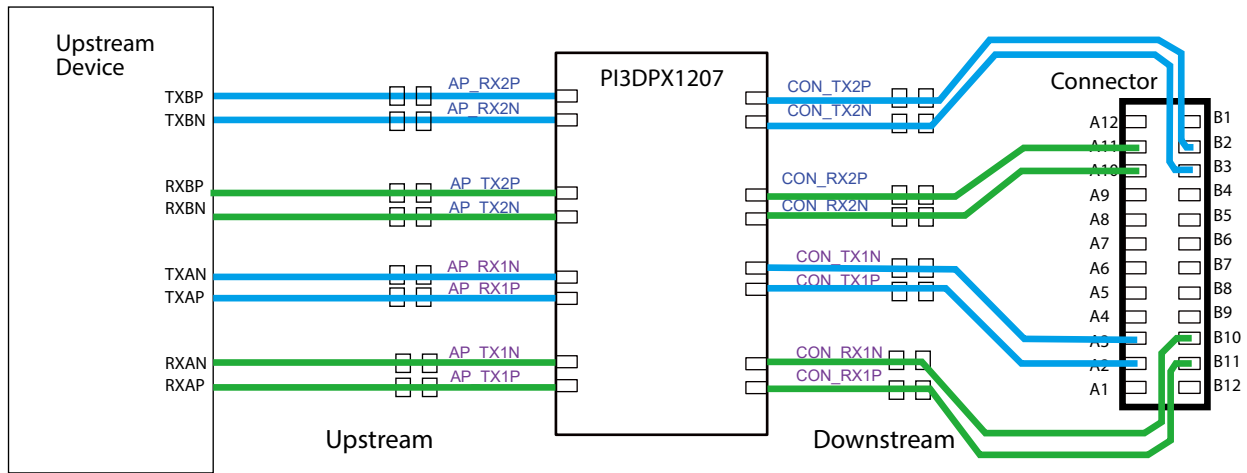 Upstream
Device
TXBP
TXBN
RXBP
RXBN
TXAN
TXAP
RXAN
RXAP
AP_RX2P
AP_RX2N
AP_TX2P
AP_TX2N
AP_RX1N
AP_RX1P
AP_TX1N
AP_TX1P
Upstream
PI3DPX1207
CON_TX2P
CON_TX2N
CON_RX2P
CON_RX2N
CON_TX1N
CON_TX1P
CON_RX1N
CON_RX1P
Downstream
Connector
A12
A11
A10
A9
A8
A7
A6
A5
A4
A3
A2
A1
B1
B2
B3
B4
B5
B6
B7
B8
B9
B10
B11
B12